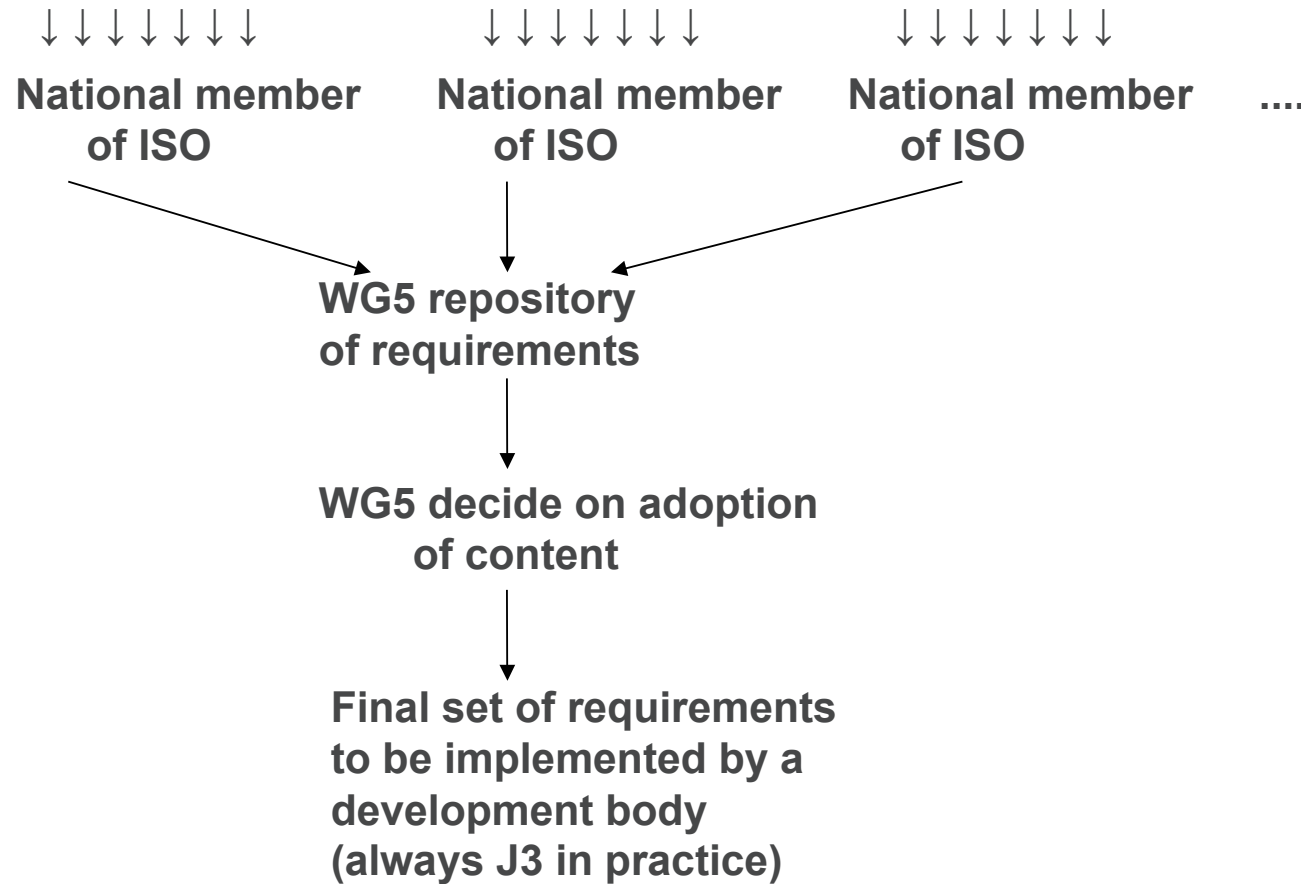 ↓↓↓↓↓↓↓ ↓↓↓↓↓↓↓ ↓↓↓↓↓↓↓
National member National member National member ....
of ISO of ISO of ISO
WG5 repository
of requirements
WG5 decide on adoption
of content
Final set of requirements
to be implemented by a
development body
(always J3 in practice)